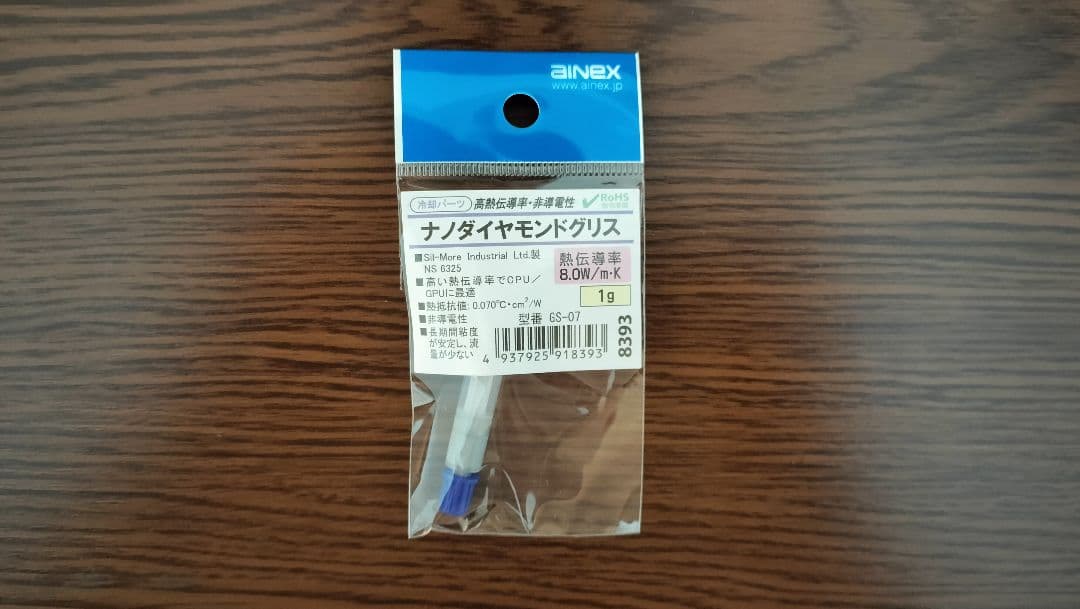 aiNEX
www.ainex.jp
冷却パーツ 高熱伝導率・非導電性 RoHS
ナノダイヤモンドグリス
■Sil-More Industrial Ltd.製
NS 6325
■高い熱伝導率でCPU／
GPUに最適
■熱抵抗値: 0.070℃・cm²/W
■非導電性
■長期間粘度
が安定し、流
量が少ない
熱伝導率
8.0W/m・K
1g
型番 GS-07
4 937925 918393
8393